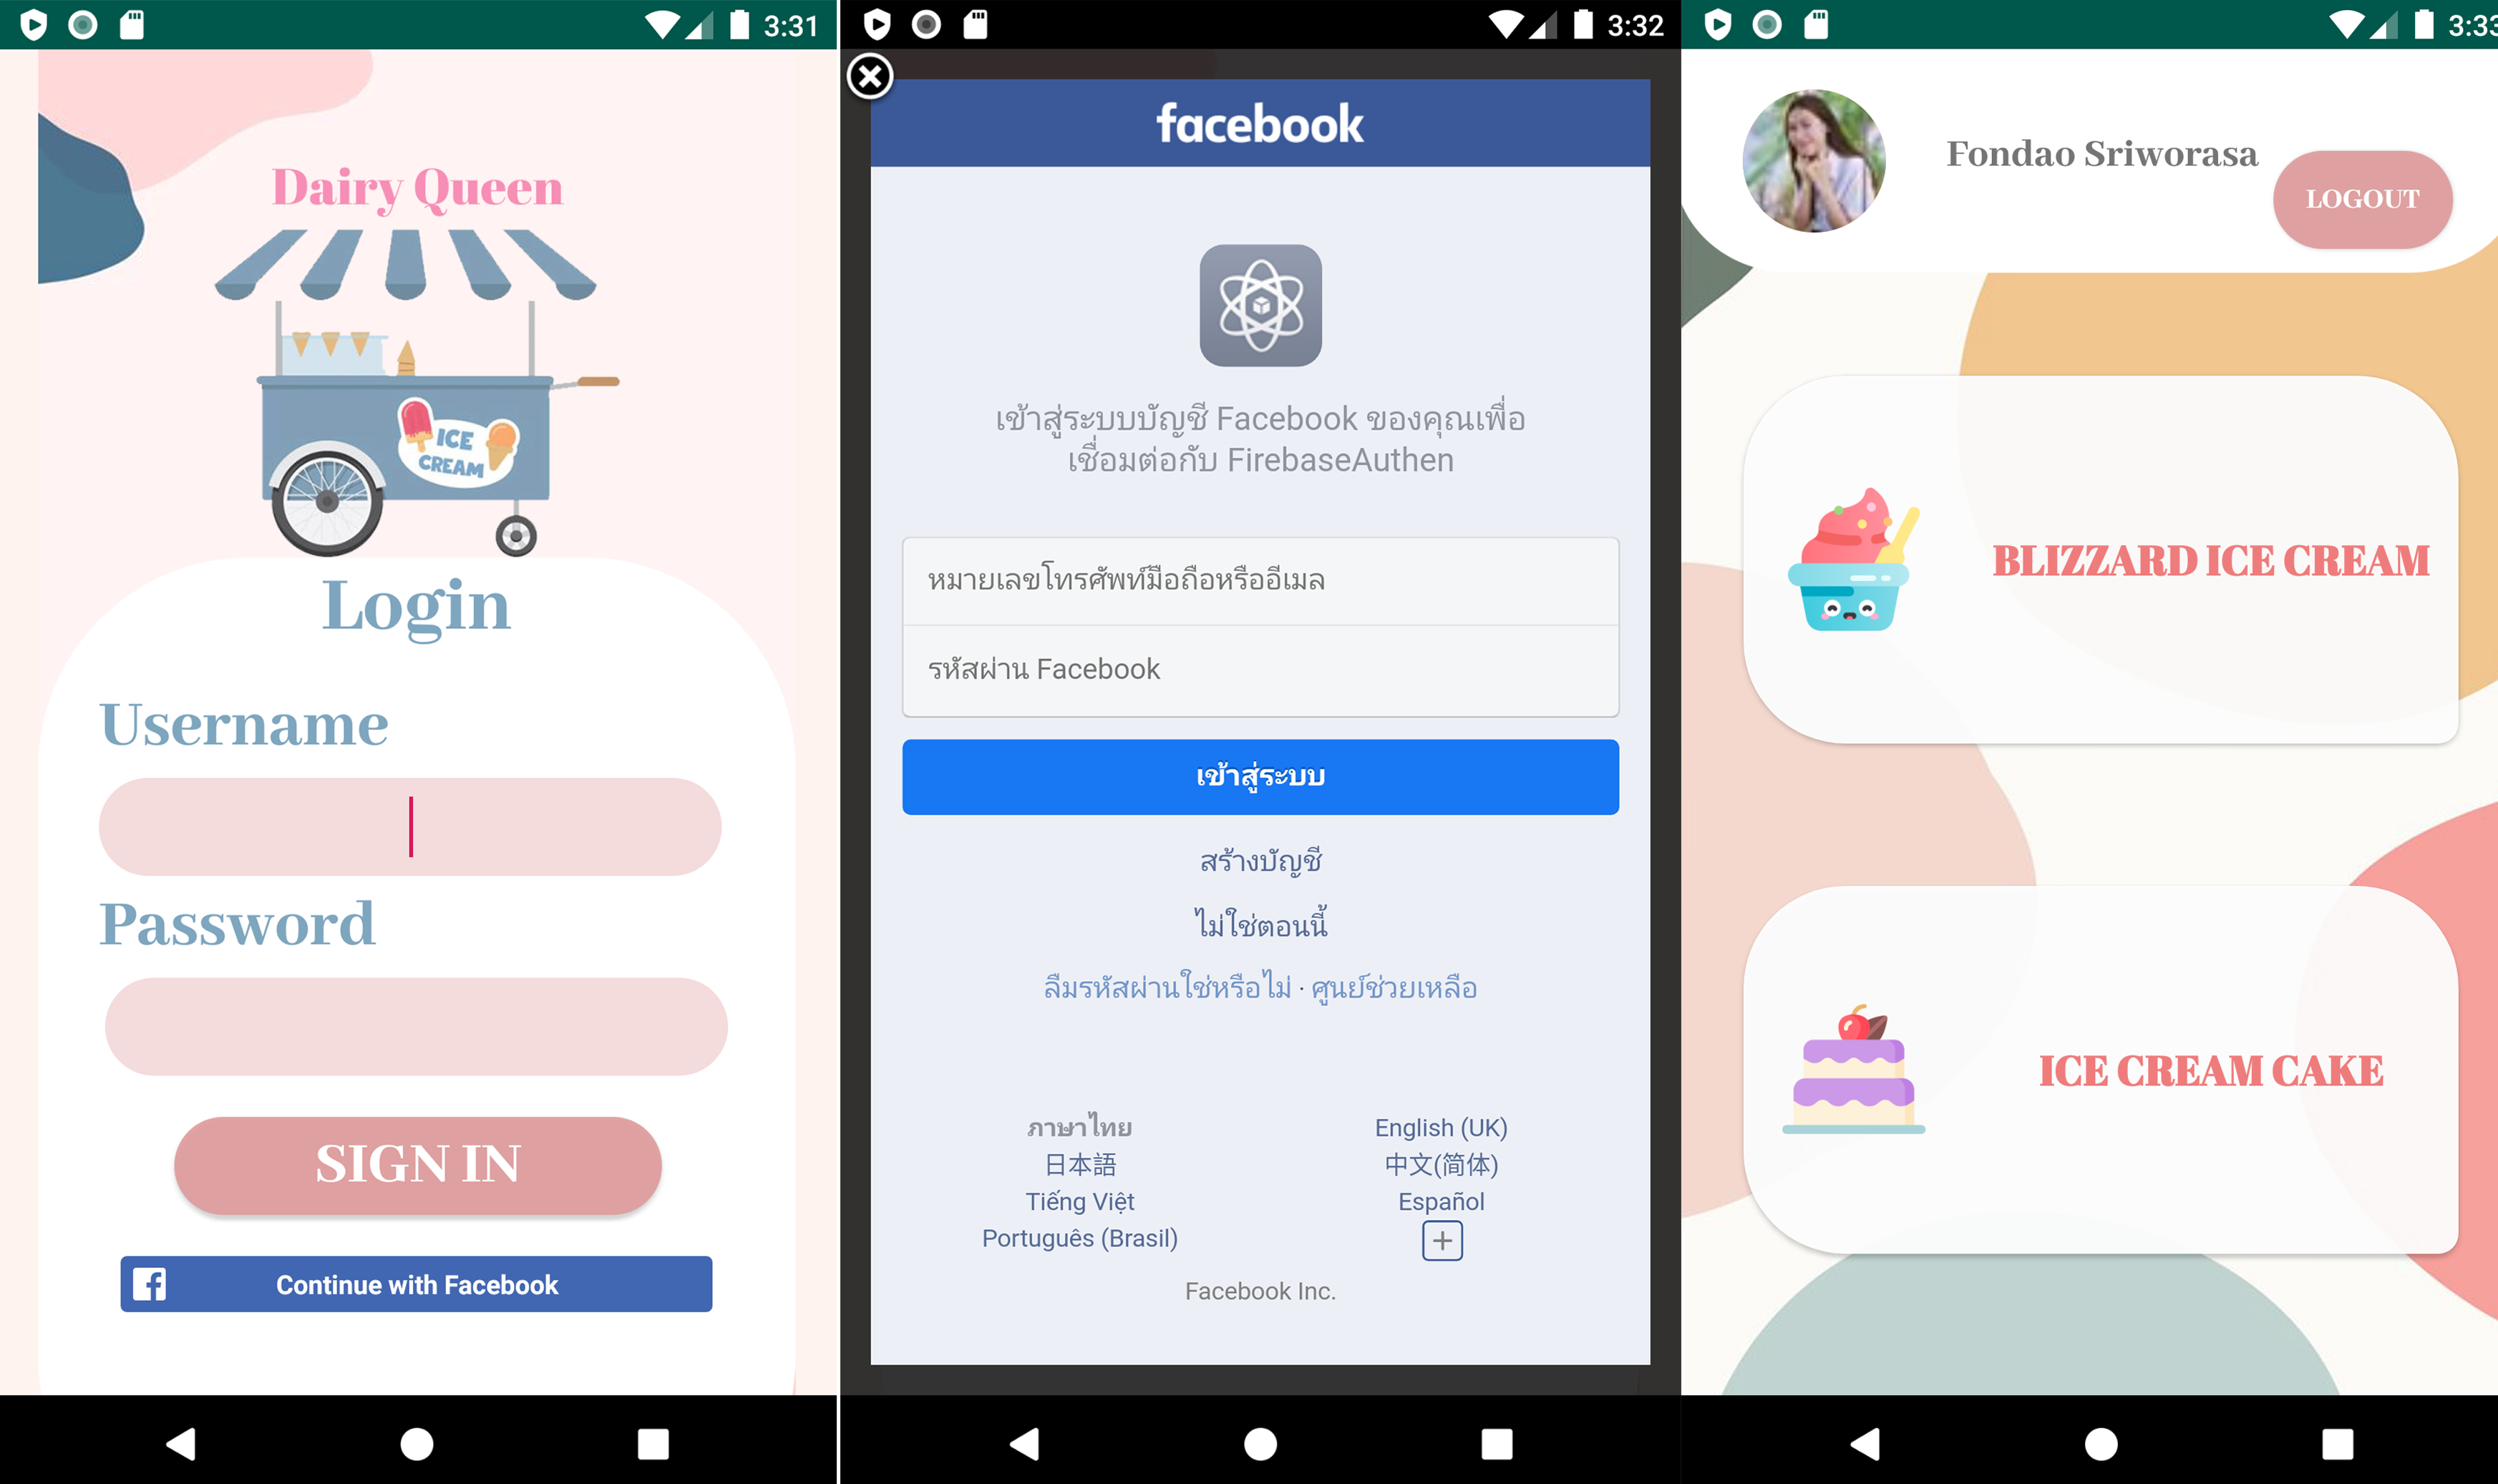 3:31
Dairy Queen
ICE
CREAM
Login
Username
Password
SIGN IN
Continue with Facebook
3:32
facebook
เข้าสู่ระบบบัญชี Facebook ของคุณเพื่อ
เชื่อมต่อกับ FirebaseAuthen
หมายเลขโทรศัพท์มือถือหรืออีเมล
รหัสผ่าน Facebook
เข้าสู่ระบบ
สร้างบัญชี
ไม่ใช่ตอนนี้
ลืมรหัสผ่านใช่หรือไม่ · ศูนย์ช่วยเหลือ
ภาษาไทย
English (UK)
日本語
中文(简体)
Tiếng Việt
Español
Português (Brasil)
Facebook Inc.
3:33
Fondao Sriworasa
LOGOUT
BLIZZARD ICE CREAM
ICE CREAM CAKE